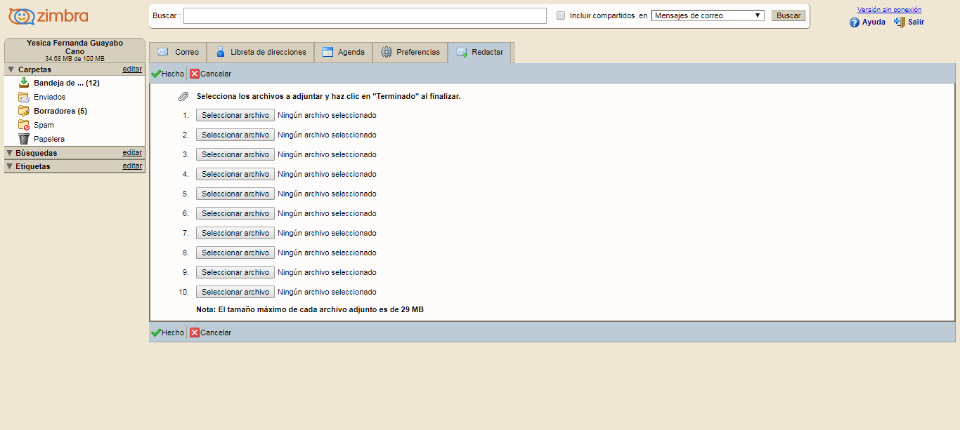 zimbra
Buscar :
Incluir compartidos en Mensajes de correo Buscar
Versión sin conexión
Ayuda Salir
Yesica Fernanda Guayabo
Cano
34.63 MB de 100 MB
Carpetas editar
Bandeja de ... (12)
Enviados
Borradores (5)
Spam
Papelera
Búsquedas editar
Etiquetas editar
Correo Libreta de direcciones Agenda Preferencias Redactar
Hecho Cancelar
Selecciona los archivos a adjuntar y haz clic en "Terminado" al finalizar.
1. Seleccionar archivo Ningún archivo seleccionado
2. Seleccionar archivo Ningún archivo seleccionado
3. Seleccionar archivo Ningún archivo seleccionado
4. Seleccionar archivo Ningún archivo seleccionado
5. Seleccionar archivo Ningún archivo seleccionado
6. Seleccionar archivo Ningún archivo seleccionado
7. Seleccionar archivo Ningún archivo seleccionado
8. Seleccionar archivo Ningún archivo seleccionado
9. Seleccionar archivo Ningún archivo seleccionado
10. Seleccionar archivo Ningún archivo seleccionado
Nota: El tamaño máximo de cada archivo adjunto es de 29 MB
Hecho Cancelar